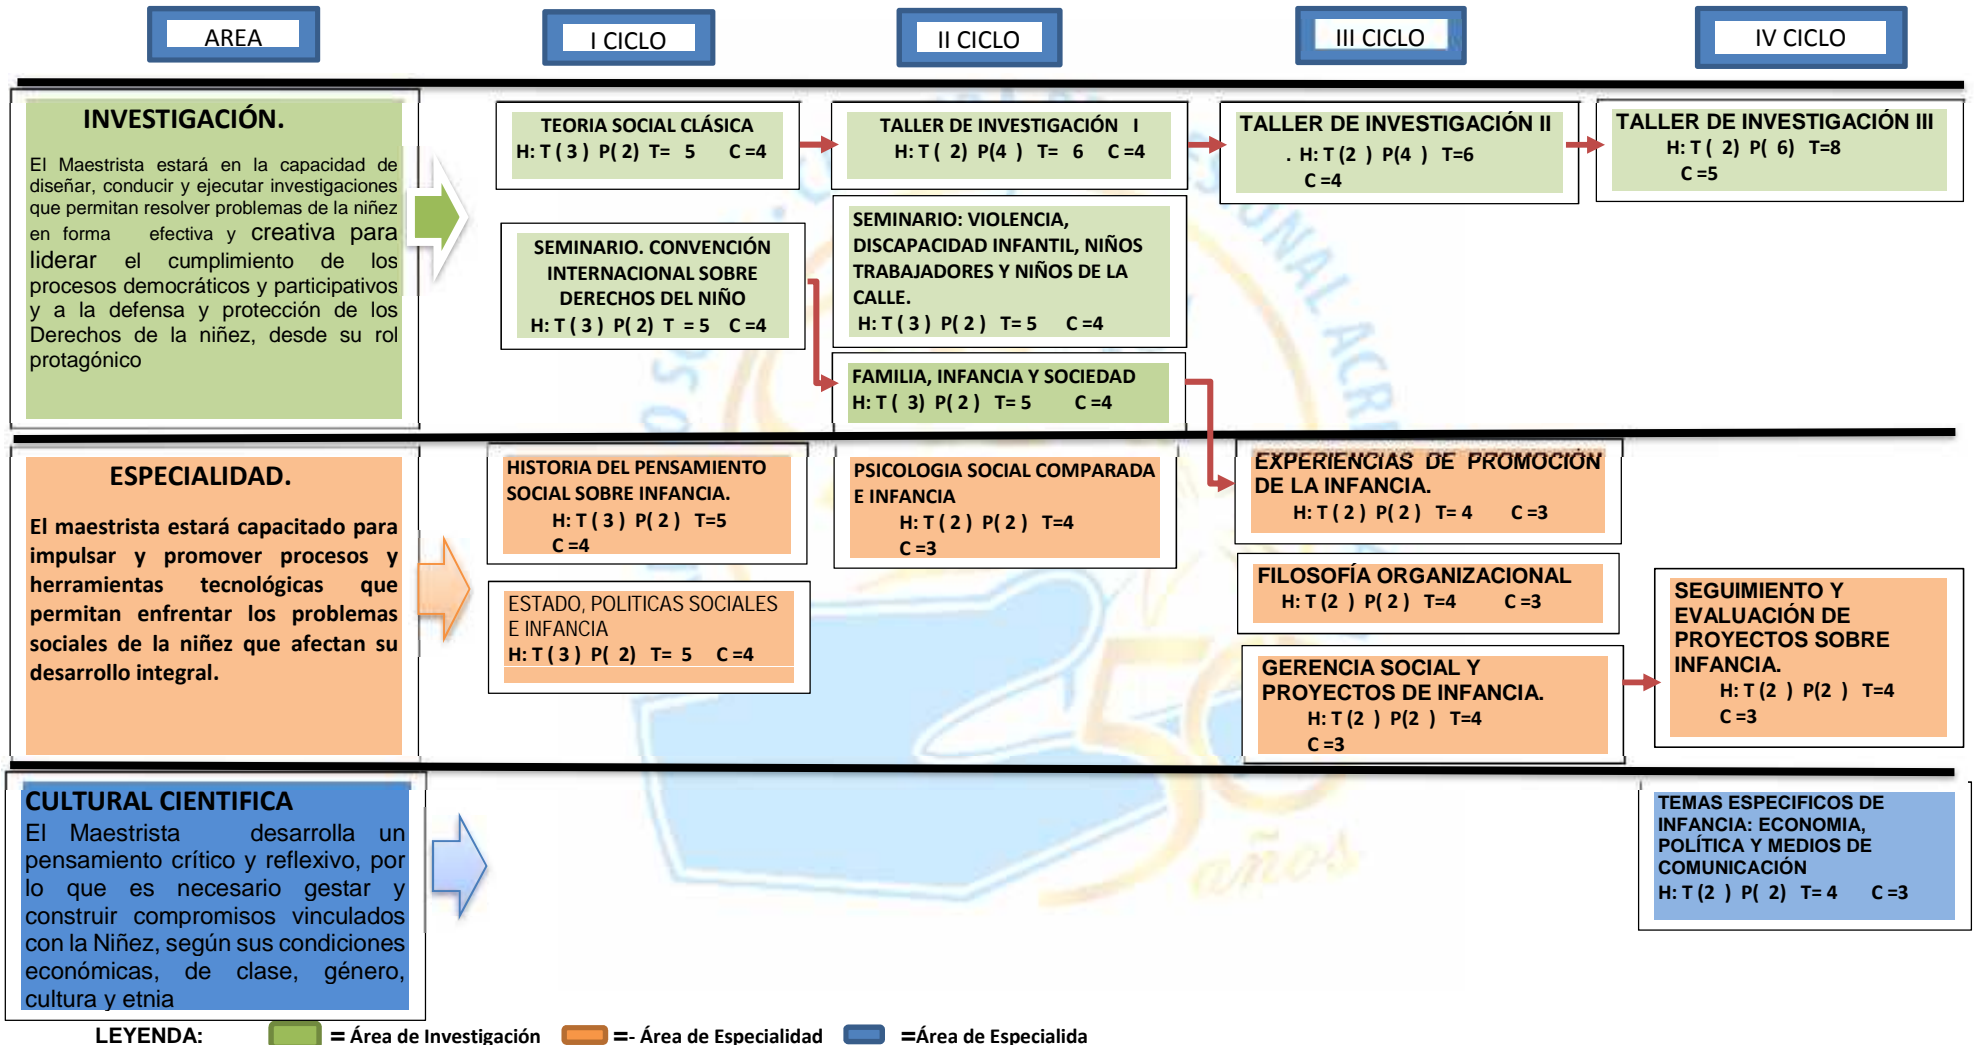 AREA
I CICLO
II CICLO
III CICLO
IV CICLO
INVESTIGACIÓN.
El Maestrista estará en la capacidad de
diseñar, conducir y ejecutar investigaciones
que permitan resolver problemas de la niñez
en forma efectiva y creativa para
liderar el cumplimiento de los
procesos democráticos y participativos
y a la defensa y protección de los
Derechos de la niñez, desde su rol
protagónico
TEORIA SOCIAL CLÁSICA
H: T ( 3 ) P( 2) T= 5 C =4
SEMINARIO. CONVENCIÓN
INTERNACIONAL SOBRE
DERECHOS DEL NIÑO
H: T ( 3 ) P( 2) T = 5 C =4
TALLER DE INVESTIGACIÓN I
H: T ( 2) P(4 ) T= 6 C =4
SEMINARIO: VIOLENCIA,
DISCAPACIDAD INFANTIL, NIÑOS
TRABAJADORES Y NIÑOS DE LA
CALLE.
H: T ( 3 ) P( 2 ) T= 5 C =4
FAMILIA, INFANCIA Y SOCIEDAD
H: T ( 3) P( 2 ) T= 5 C =4
TALLER DE INVESTIGACIÓN II
. H: T (2 ) P(4 ) T=6
C =4
TALLER DE INVESTIGACIÓN III
H: T ( 2) P( 6) T=8
C =5
ESPECIALIDAD.
El maestrista estará capacitado para
impulsar y promover procesos y
herramientas tecnológicas que
permitan enfrentar los problemas
sociales de la niñez que afectan su
desarrollo integral.
HISTORIA DEL PENSAMIENTO
SOCIAL SOBRE INFANCIA.
H: T ( 3 ) P( 2 ) T=5
C =4
ESTADO, POLITICAS SOCIALES
E INFANCIA
H: T ( 3 ) P( 2) T= 5 C =4
PSICOLOGIA SOCIAL COMPARADA
E INFANCIA
H: T ( 2 ) P( 2 ) T=4
C =3
EXPERIENCIAS DE PROMOCIÓN
DE LA INFANCIA.
H: T ( 2 ) P( 2 ) T= 4 C =3
FILOSOFÍA ORGANIZACIONAL
H: T (2 ) P( 2 ) T=4 C =3
GERENCIA SOCIAL Y
PROYECTOS DE INFANCIA.
H: T (2 ) P(2 ) T=4
C =3
SEGUIMIENTO Y
EVALUACIÓN DE
PROYECTOS SOBRE
INFANCIA.
H: T (2 ) P(2 ) T=4
C =3
CULTURAL CIENTIFICA
El Maestrista desarrolla un
pensamiento crítico y reflexivo, por
lo que es necesario gestar y
construir compromisos vinculados
con la Niñez, según sus condiciones
económicas, de clase, género,
cultura y etnia
TEMAS ESPECIFICOS DE
INFANCIA: ECONOMIA,
POLÍTICA Y MEDIOS DE
COMUNICACIÓN
H: T (2 ) P( 2) T= 4 C =3
50
años
LEYENDA: = Área de Investigación =- Área de Especialidad =Área de Especialida